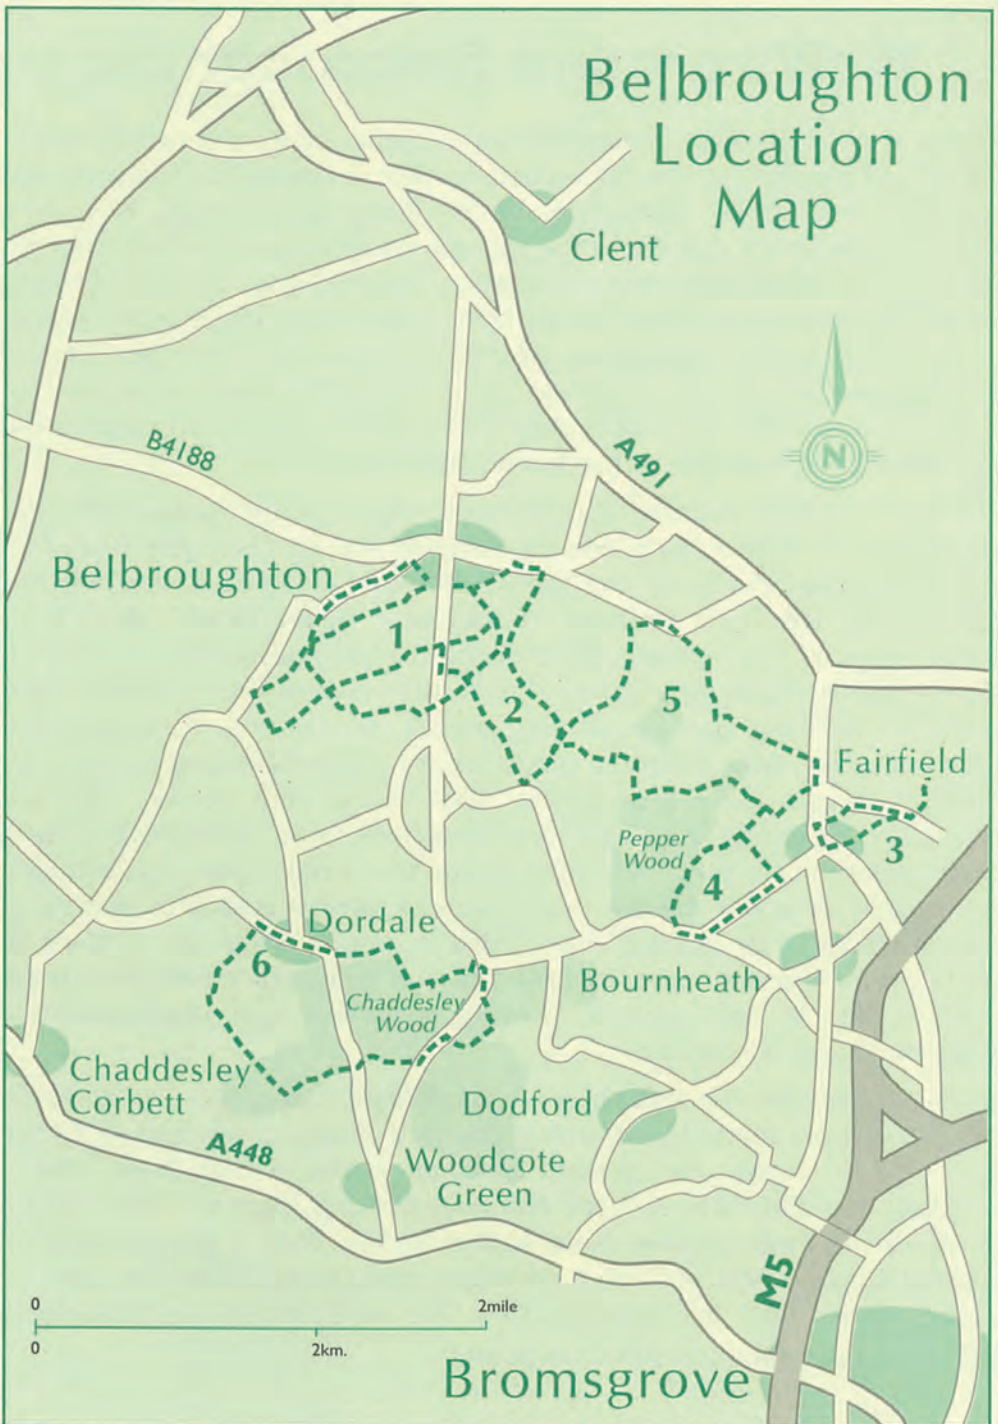 Belbroughton
Location
Map
Clent
N
B4188
A491
Belbroughton
1
2
5
Fairfield
3
Pepper
Wood
4
Dordale
6
Bournheath
Chaddesley
Wood
Chaddesley
Corbett
Dodford
A448
Woodcote
Green
M5
0
2mile
0
2km.
Bromsgrove